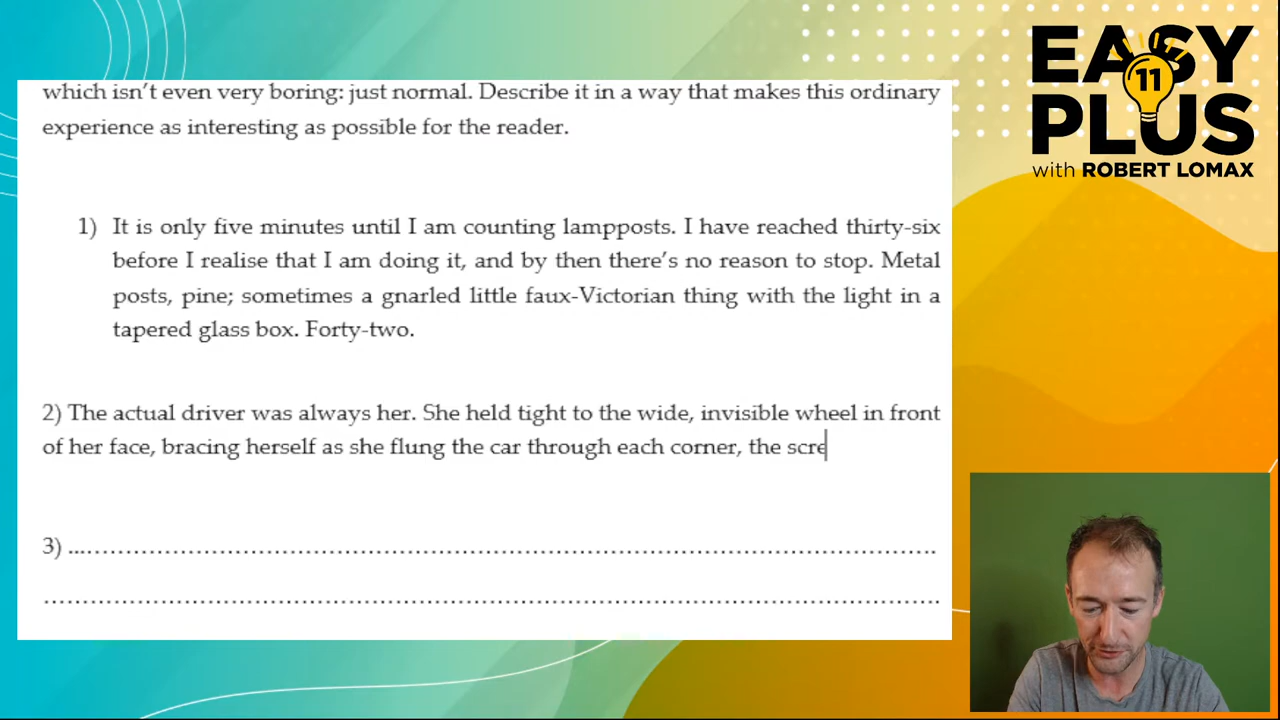 which isn't even very boring: just normal. Describe it in a way that makes this ordinary
experience as interesting as possible for the reader.
1) It is only five minutes until I am counting lampposts. I have reached thirty-six
before I realise that I am doing it, and by then there's no reason to stop. Metal
posts, pine; sometimes a gnarled little faux-Victorian thing with the light in a
tapered glass box. Forty-two.
2) The actual driver was always her. She held tight to the wide, invisible wheel in front
of her face, bracing herself as she flung the car through each corner, the scre
3) ...............................................................................................
...............................................................................................
EASY
11
PLUS
with ROBERT LOMAX